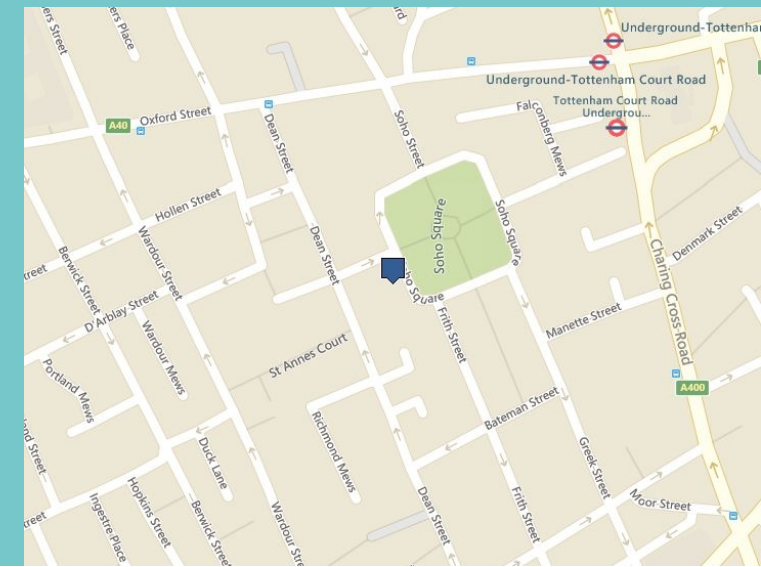 Underground-Tottenham
Underground-Tottenham Court Road
Tottenham Court Road
Undergrou...
Falconberg Mews
A40
Oxford Street
Soho Street
Dean Street
Hollen Street
Soho Square
Soho Square
Denmark Street
Wardour Street
Berwick Street
Dean Street
Charing Cross Road
D'Arblay Street
Frith Street
Manette Street
Wardour Mews
St Annes Court
Portland Mews
A400
Bateman Street
Richmond Mews
Duck Lane
Greek Street
Hopkins Street
Ingestre Place
Berwick Street
Wardour Stre
Dean Street
Frith Street
Moor Street